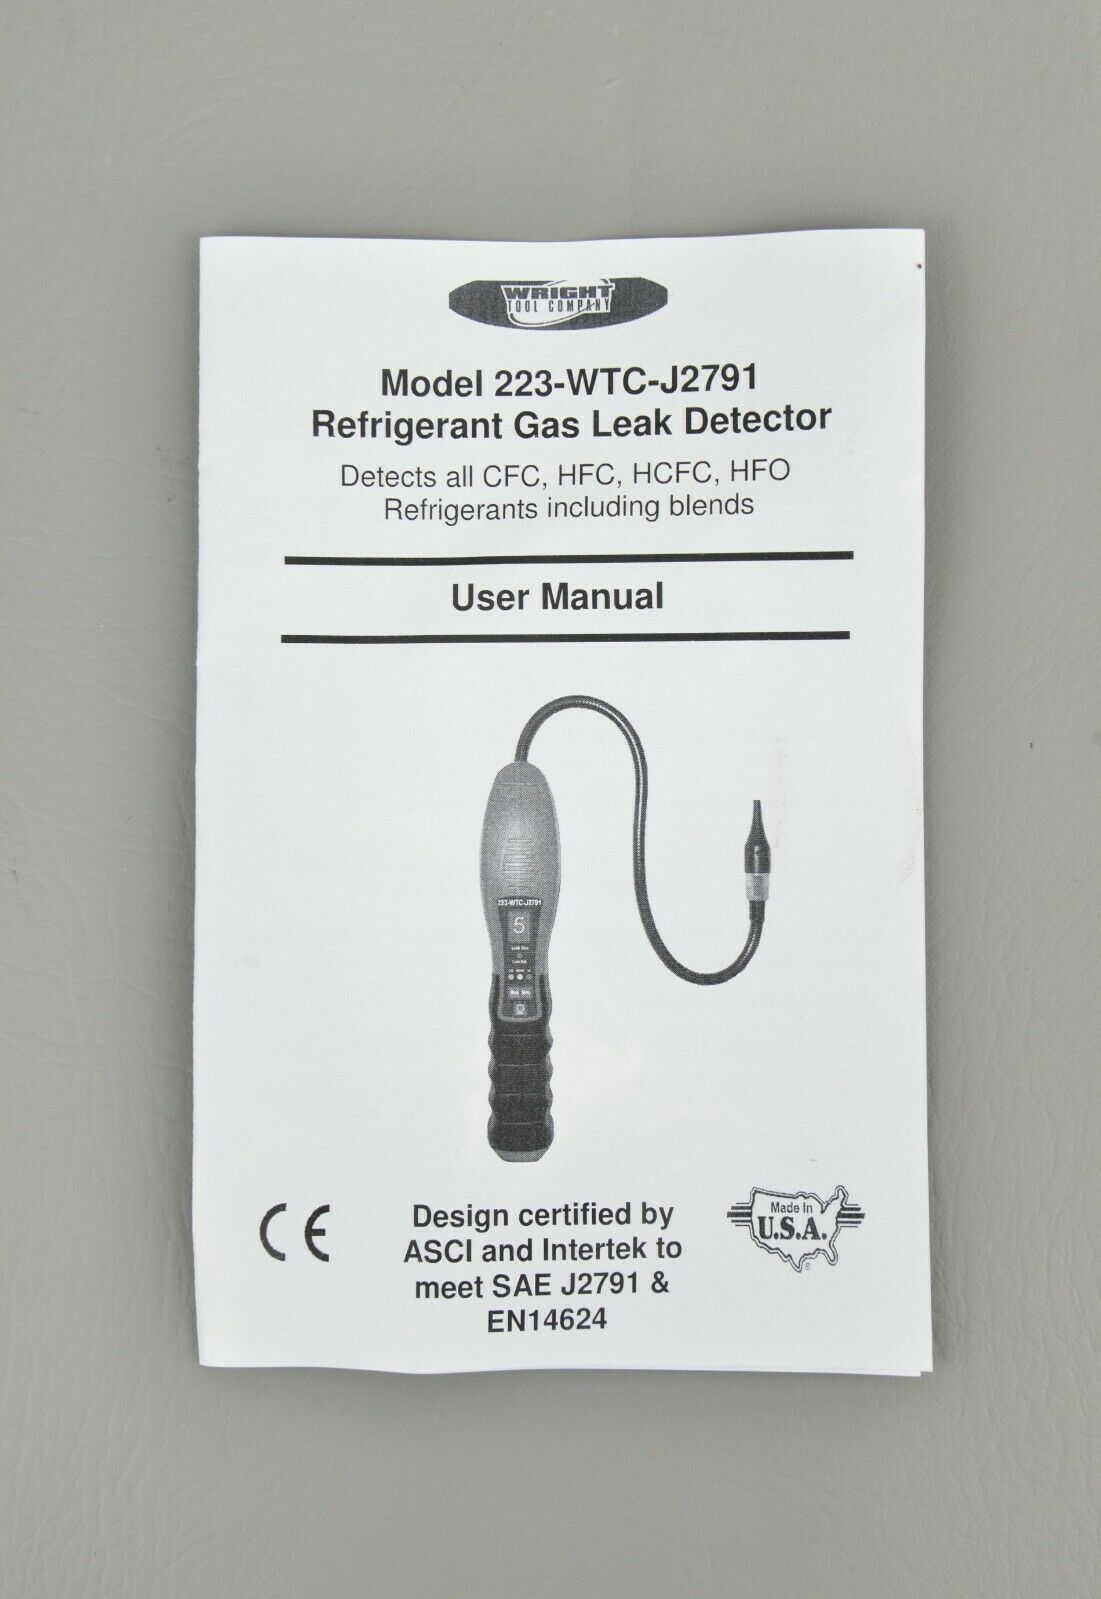 WRIGHT
TOOL COMPANY
Model 223-WTC-J2791
Refrigerant Gas Leak Detector
Detects all CFC, HFC, HCFC, HFO
Refrigerants including blends
User Manual
223-WTC-J2791
5
Leak Size
CE
Design certified by
ASCI and Intertek to
meet SAE J2791 &
EN14624
Made In
U.S.A.